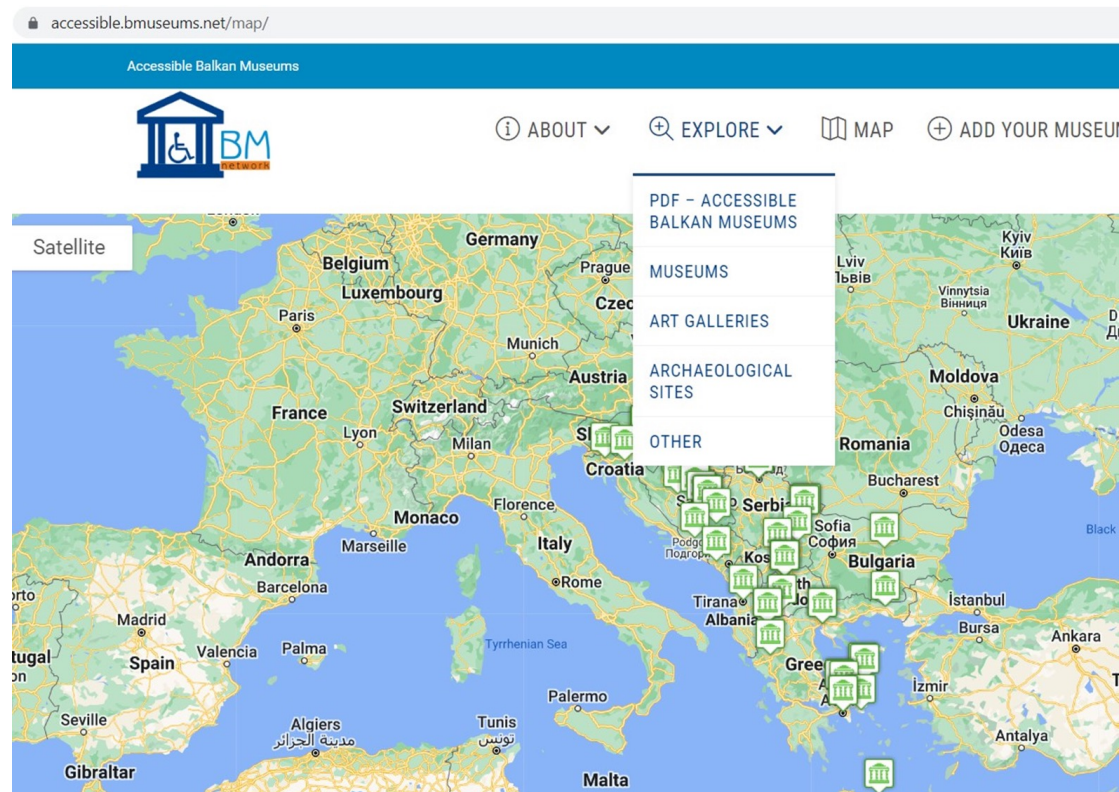 accessible.bmuseums.net/map/
Accessible Balkan Museums
BM
network
ABOUT
EXPLORE
MAP
ADD YOUR
PDF – ACCESSIBLE
BALKAN MUSEUMS
MUSEUMS
ART GALLERIES
ARCHAEOLOGICAL
SITES
OTHER
Satellite
Germany
Belgium
Prague
Luxembourg
Paris
Munich
Austria
France
Switzerland
Lyon
Milan
Croatia
Florence
Monaco
Marseille
Italy
Andorra
Barcelona
Rome
Madrid
Spain
Valencia
Palma
Tyrrhenian Sea
Palermo
Seville
Algiers
مدينة الجزائر
Tunis
تونس
Gibraltar
Malta
Kyiv
Київ
Lviv
Vinnytsia
Вінниця
Ukraine
Moldova
Chișinău
Odesa
Одеса
Romania
Bucharest
Sofia
София
Bulgaria
Black
Tirana
Albania
İstanbul
Bursa
Ankara
İzmir
Antalya